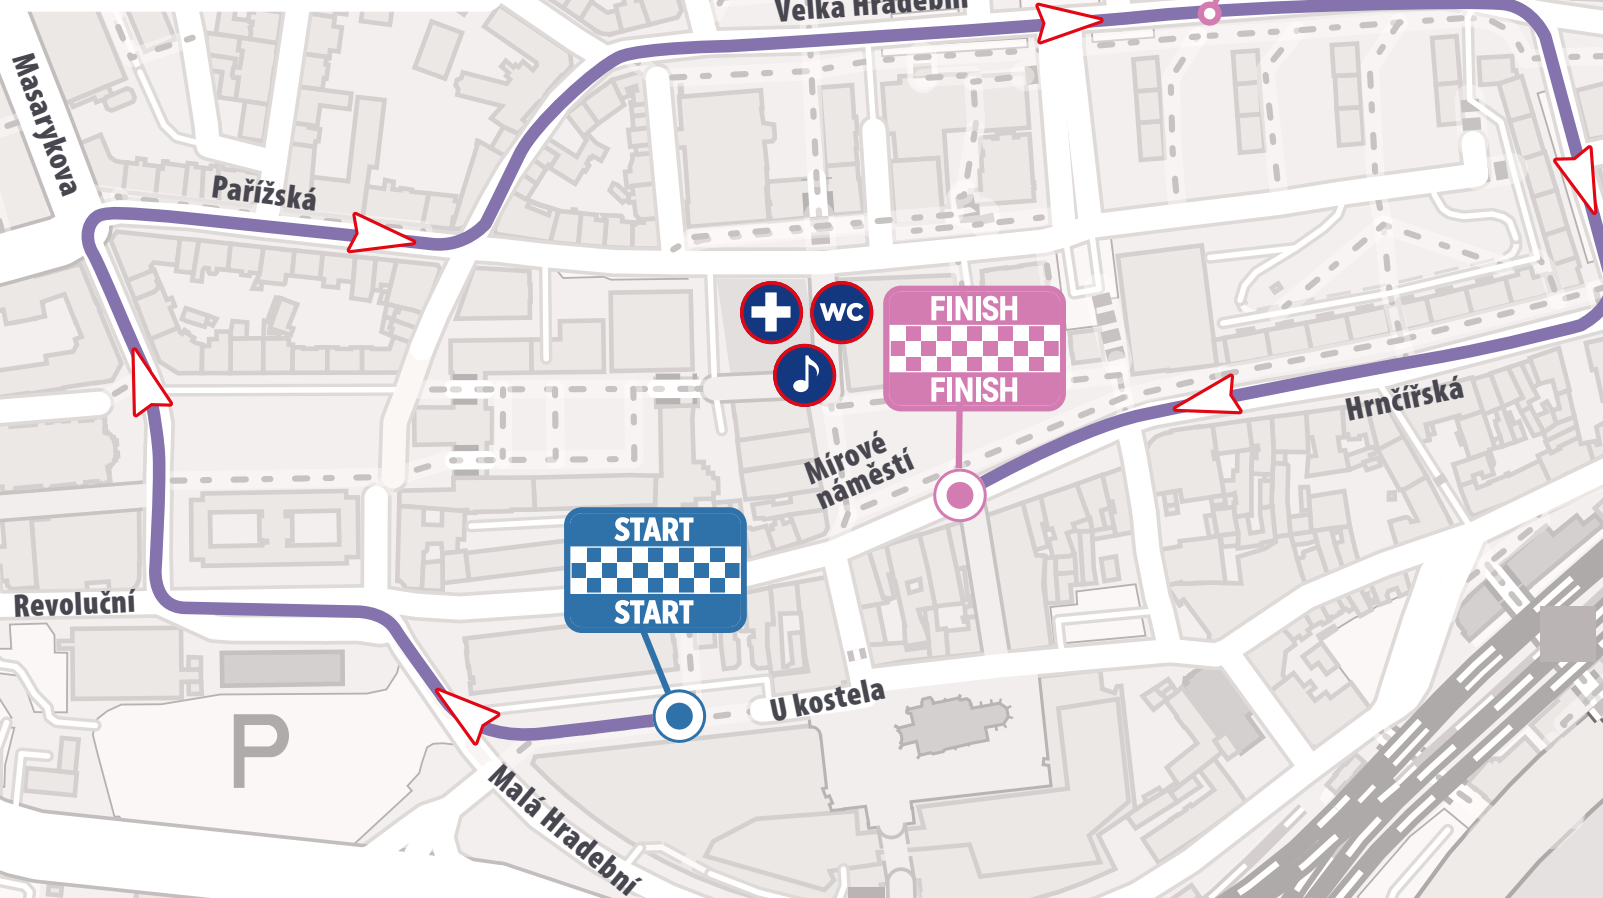 Velká Hradební
Masarykova
Pařížská
WC
FINISH
FINISH
Hrnčířská
Mírové
náměstí
START
START
Revoluční
U kostela
P
Malá Hradební